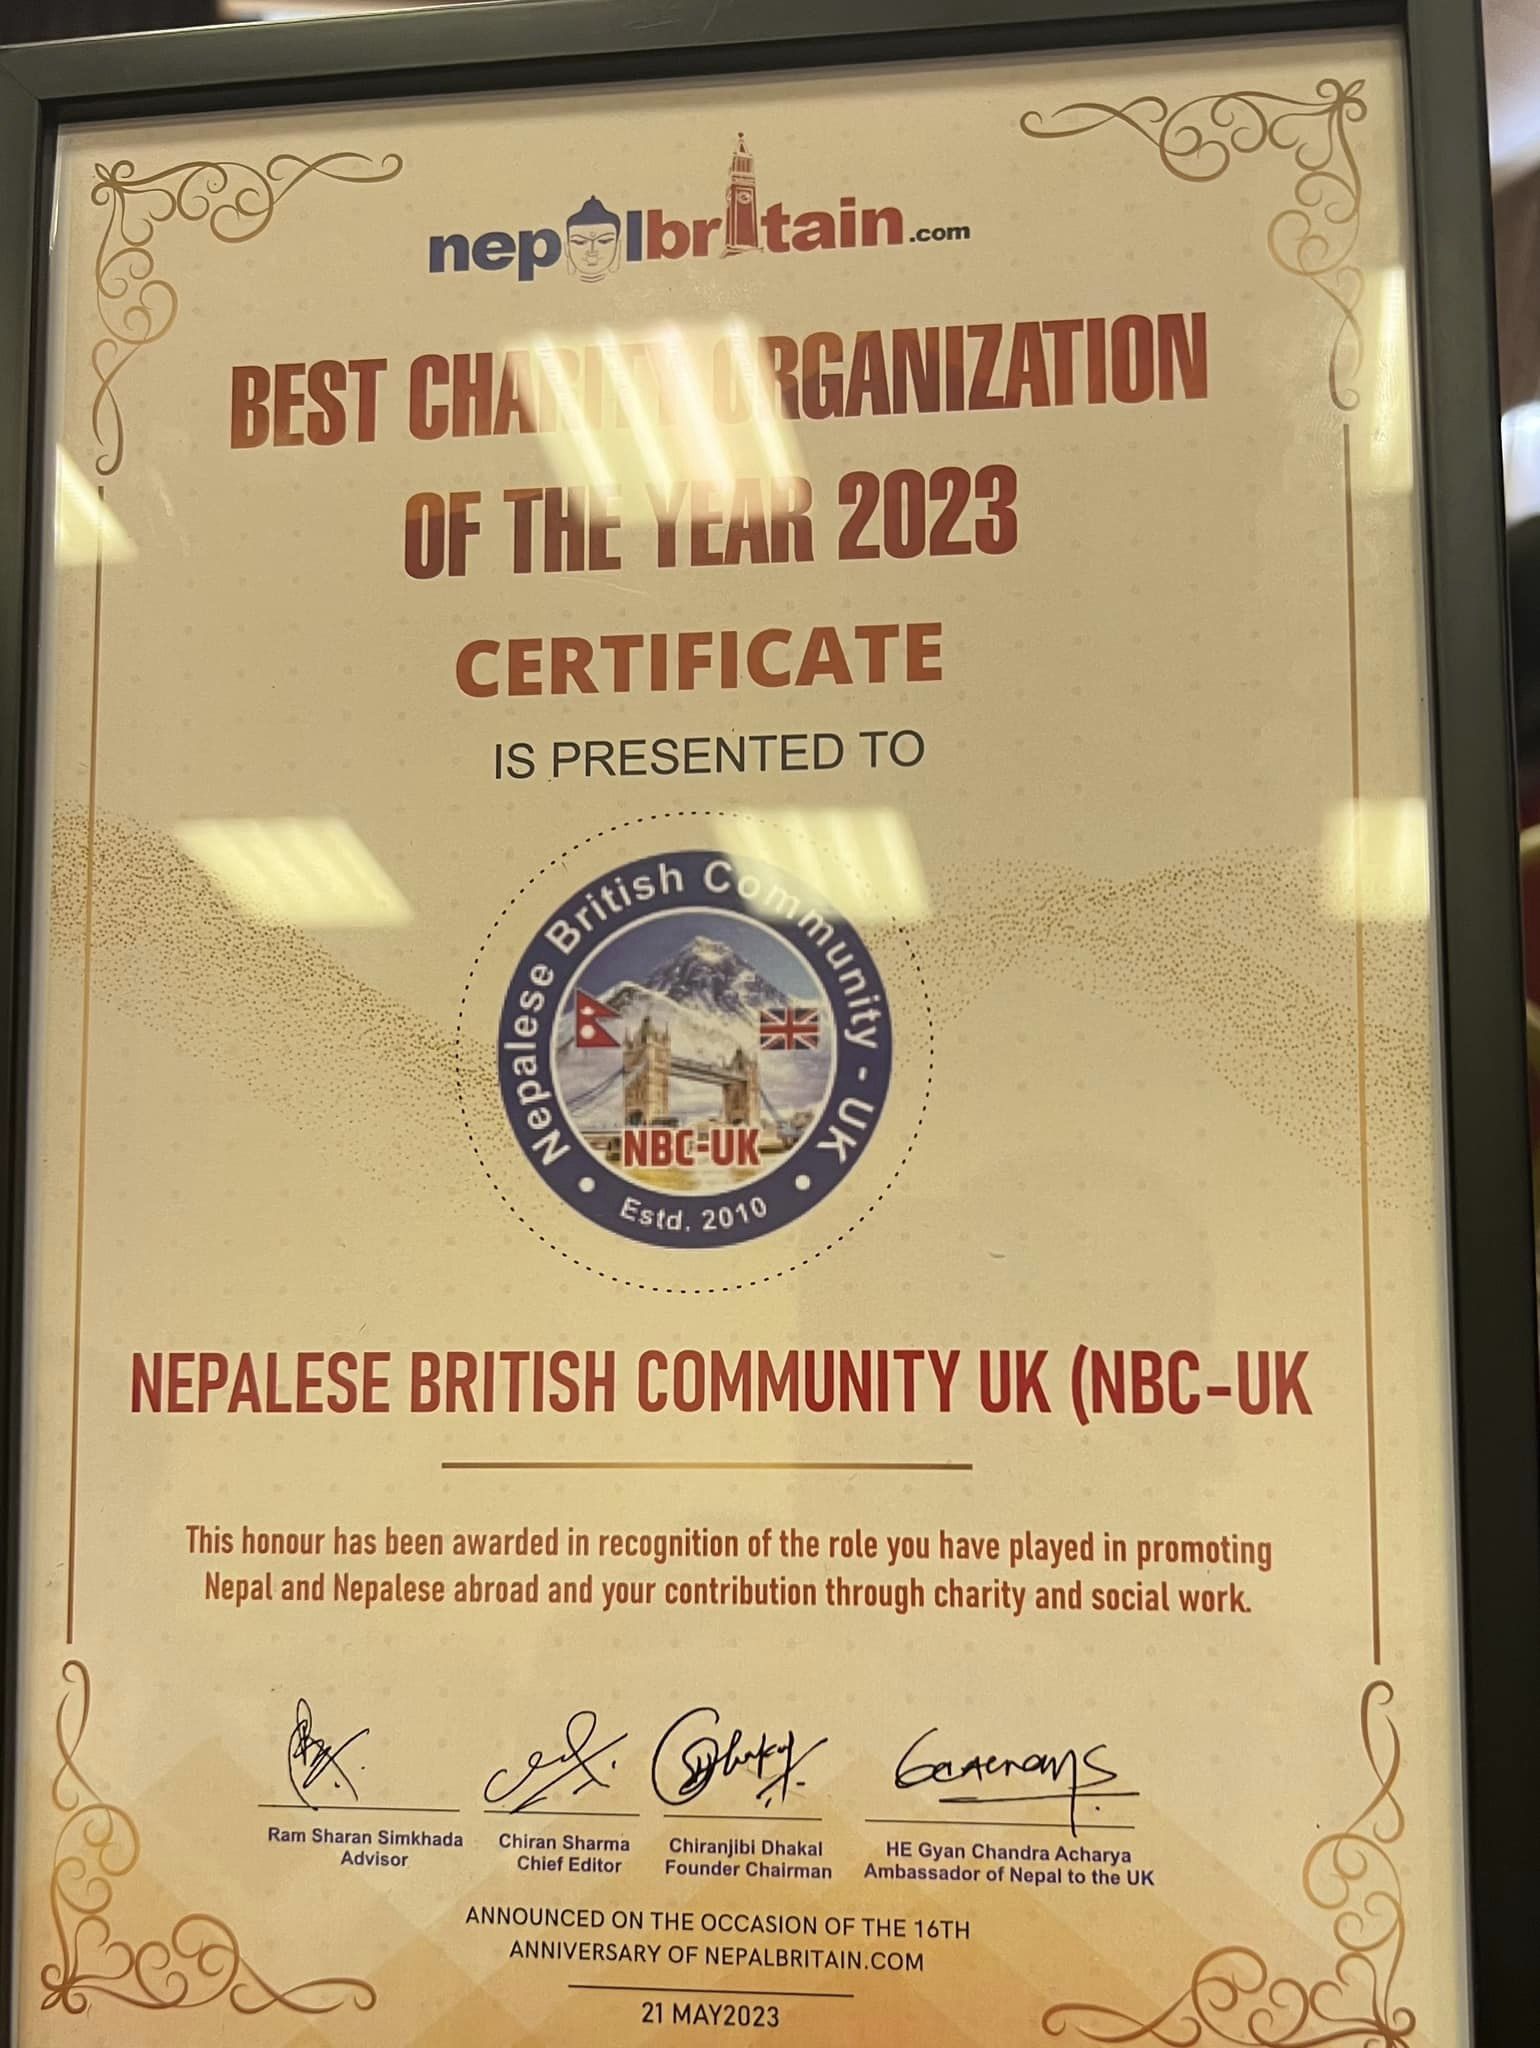 nepalbritain.com
BEST CHARITY ORGANIZATION
OF THE YEAR 2023
CERTIFICATE
IS PRESENTED TO
Nepalese British Community - UK
NBC-UK
Estd. 2010
NEPALESE BRITISH COMMUNITY UK (NBC-UK
This honour has been awarded in recognition of the role you have played in promoting
Nepal and Nepalese abroad and your contribution through charity and social work.
Ram Sharan Simkhada
Advisor
Chiran Sharma
Chief Editor
Chiranjibi Dhakal
Founder Chairman
HE Gyan Chandra Acharya
Ambassador of Nepal to the UK
ANNOUNCED ON THE OCCASION OF THE 16TH
ANNIVERSARY OF NEPALBRITAIN.COM
21 MAY2023